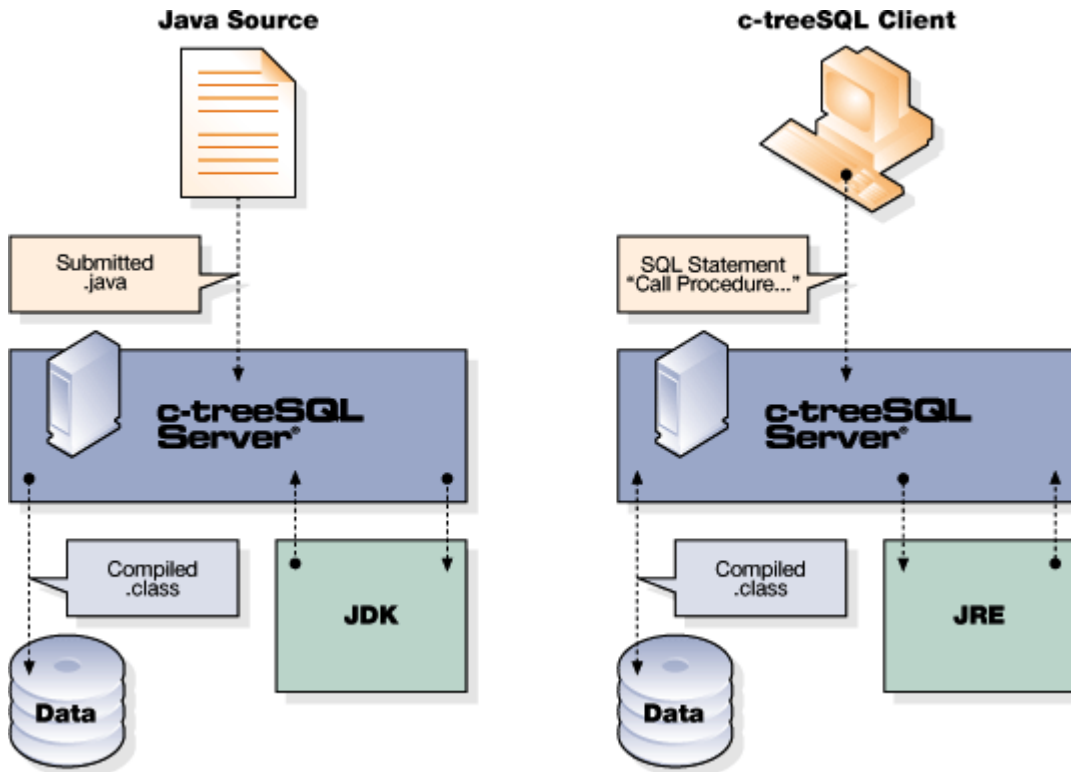 Java Source
Submitted
.java
c-treeSQL
Server®
Compiled
.class
JDK
Data
c-treeSQL Client
SQL Statement
“Call Procedure...”
c-treeSQL
Server®
Compiled
.class
JRE
Data